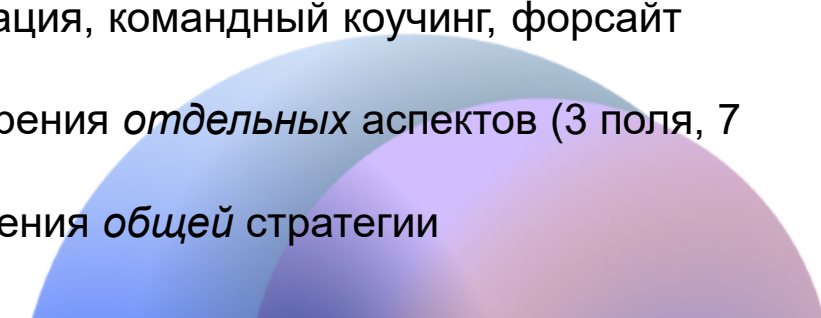 ация, командный коучинг, форсайт
рения отдельных аспектов (3 поля, 7
ения общей стратегии